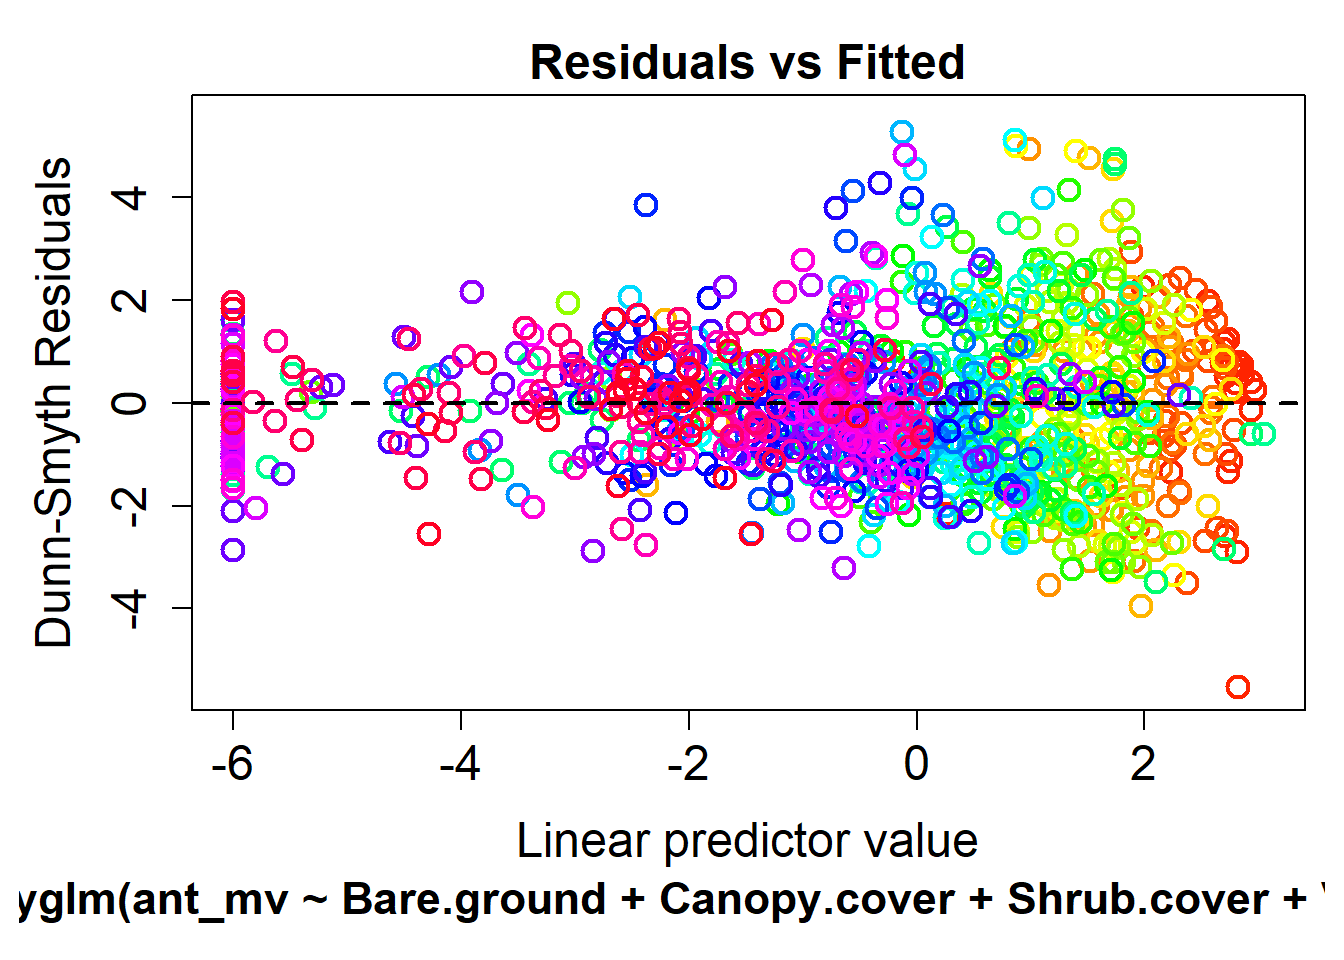 Residuals vs Fitted
Dunn-Smyth Residuals
4
2
0
-2
-4
-6 -4 -2 0 2
Linear predictor value
yglm(ant_mv ~ Bare.ground + Canopy.cover + Shrub.cover +